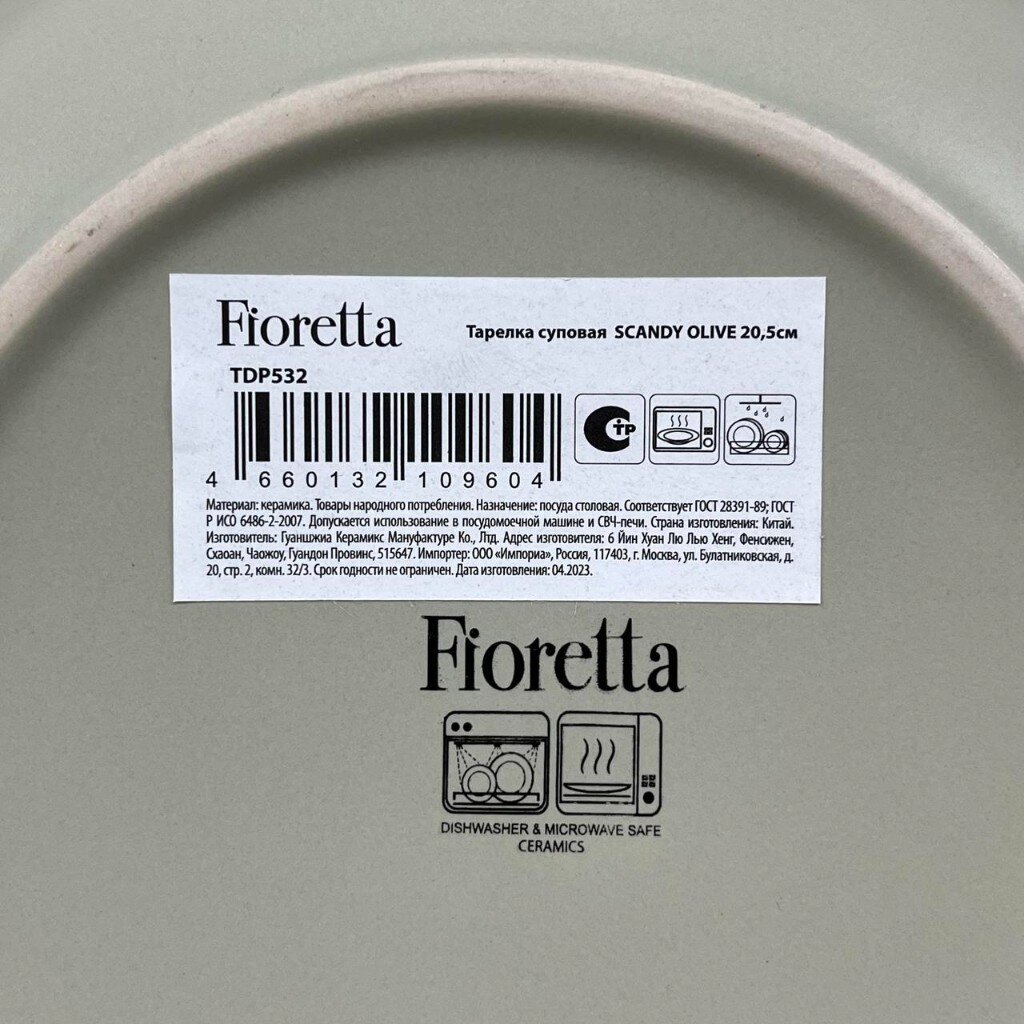 Fioretta
Тарелка суповая SCANDY OLIVE 20,5см
TDP532
СТР
4 660132 109604
Материал: керамика. Товары народного потребления. Назначение: посуда столовая. Соответствует ГОСТ 28391-89; ГОСТ
Р ИСО 6486-2-2007. Допускается использование в посудомоечной машине и СВЧ-печи. Страна изготовления: Китай.
Изготовитель: Гуаншжиа Керамикс Мануфактуре Ко., Лтд. Адрес изготовителя: 6 Йин Хуан Лю Лью Хенг, Фенсижен,
Схаоан, Чаожоу, Гуандон Провинс, 515647. Импортер: ООО «Импориа», Россия, 117403, г. Москва, ул. Булатниковская, д.
20, стр. 2, комн. 32/3. Срок годности не ограничен. Дата изготовления: 04.2023.
Fioretta
DISHWASHER & MICROWAVE SAFE
CERAMICS